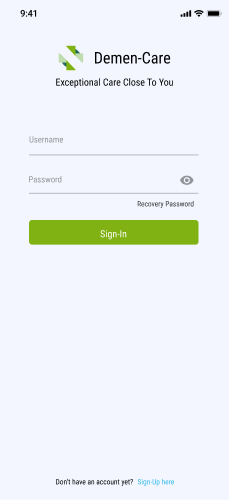 9:41
Demen-Care
Exceptional Care Close To You
Username
Password
Recovery Password
Sign-In
Don't have an account yet? Sign-Up here